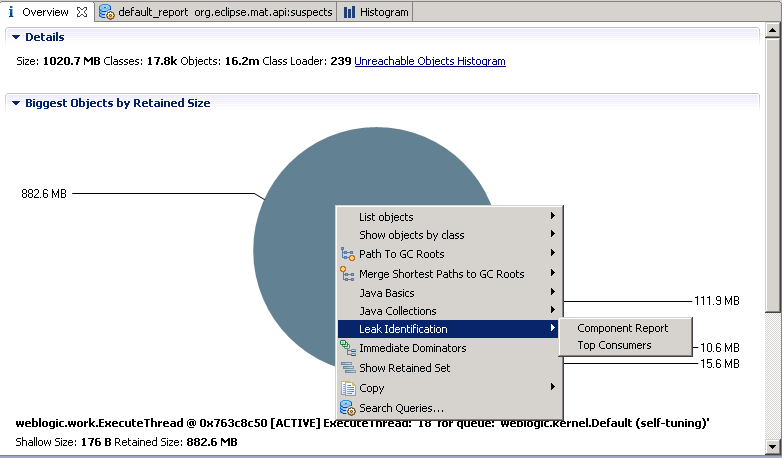 Overview
default_report org.eclipse.mat.api:suspects
Histogram
Details
Size: 1020.7 MB Classes: 17.8k Objects: 16.2m Class Loader: 239 Unreachable Objects Histogram
Biggest Objects by Retained Size
882.6 MB
List objects
Show objects by class
Path To GC Roots
Merge Shortest Paths to GC Roots
Java Basics
Java Collections
Leak Identification
Immediate Dominators
Show Retained Set
Copy
Search Queries...
Component Report
Top Consumers
111.9 MB
10.6 MB
15.6 MB
weblogic.work.ExecuteThread @ 0x763c8c50 [ACTIVE] ExecuteThread: '18' for queue: 'weblogic.kernel.Default (self-tuning)'
Shallow Size: 176 B Retained Size: 882.6 MB